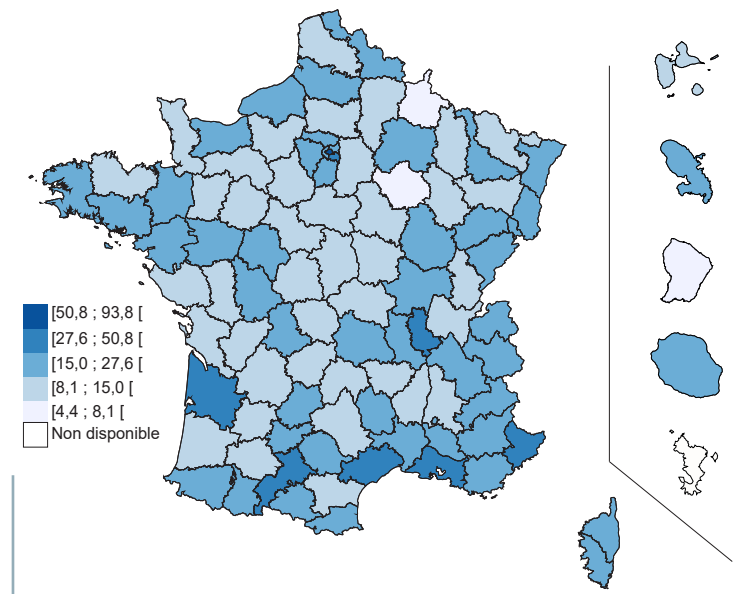 [50,8 ; 93,8 [
[27,6 ; 50,8 [
[15,0 ; 27,6 [
[8,1 ; 15,0 [
[4,4 ; 8,1 [
Non disponible